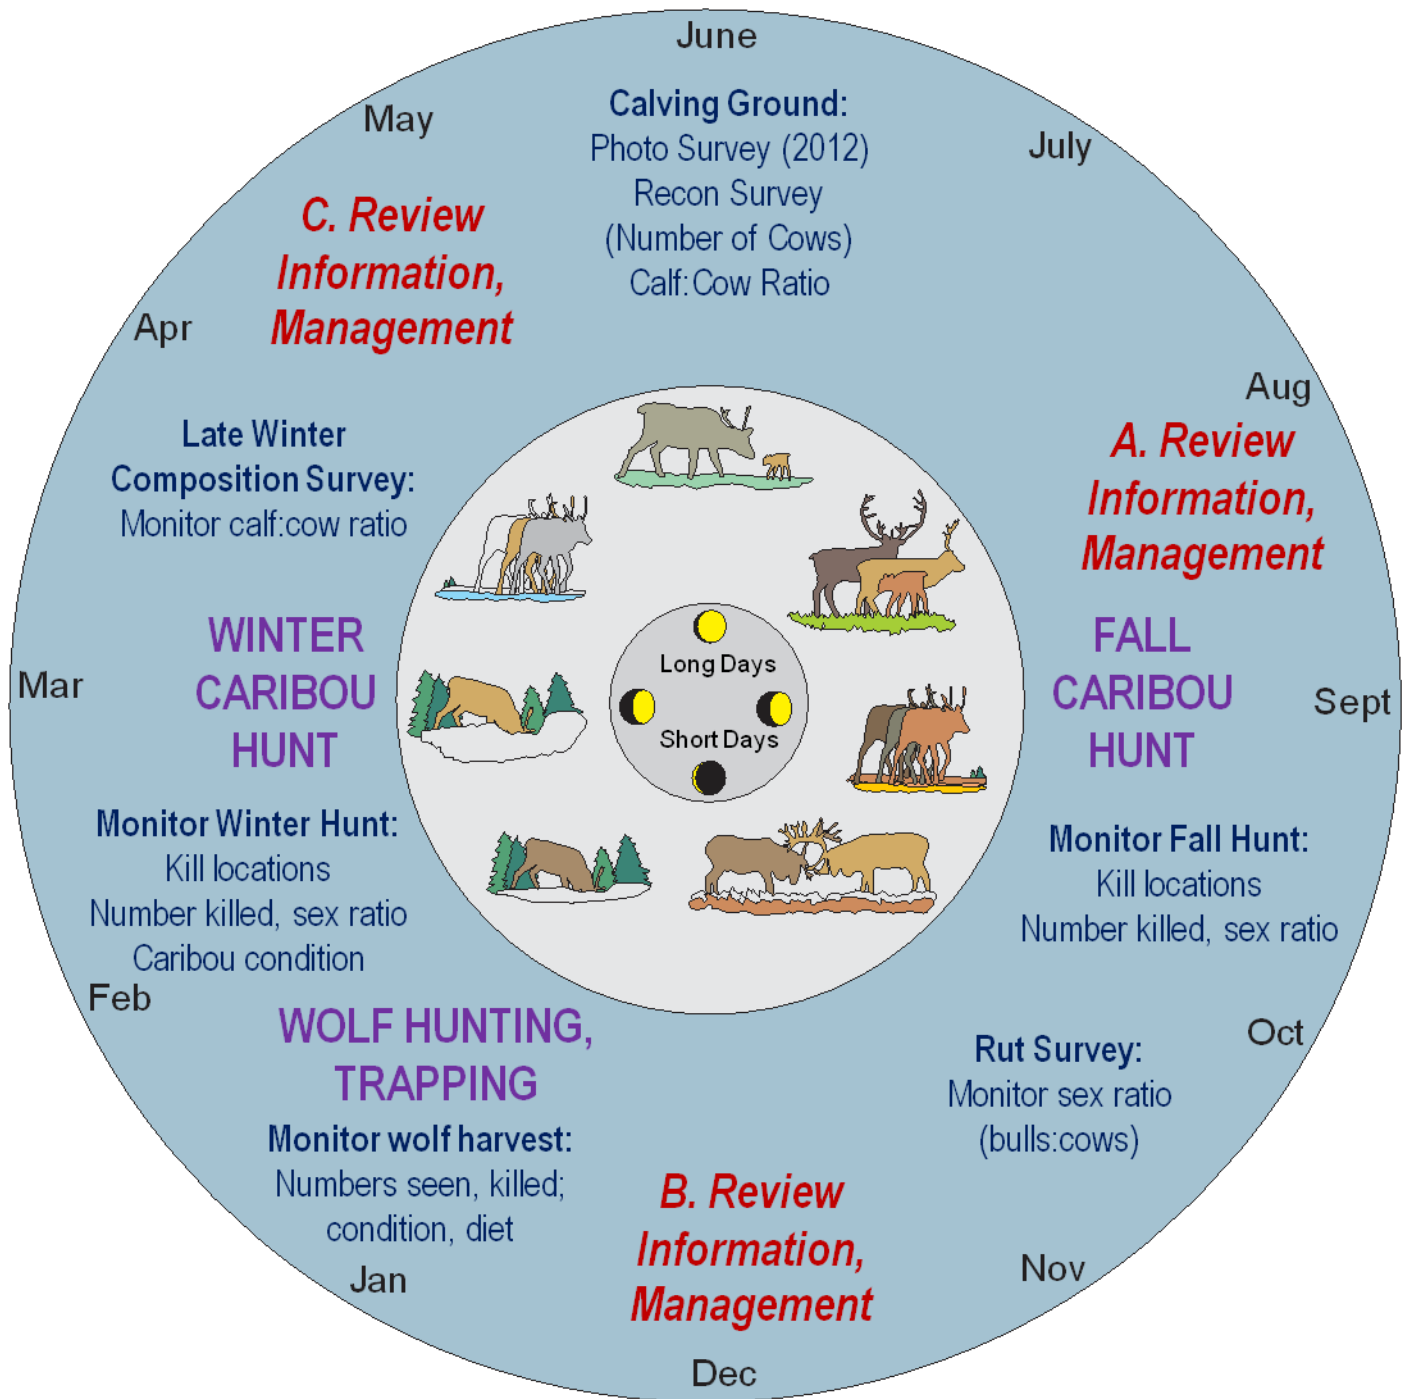 June
May
July
Calving Ground:
Photo Survey (2012)
Recon Survey
(Number of Cows)
Calf:Cow Ratio
C. Review
Information,
Management
Apr
Aug
A. Review
Information,
Management
Late Winter
Composition Survey:
Monitor calf:cow ratio
WINTER
CARIBOU
HUNT
Mar
Long Days
Short Days
FALL
CARIBOU
HUNT
Sept
Monitor Winter Hunt:
Kill locations
Number killed, sex ratio
Caribou condition
Monitor Fall Hunt:
Kill locations
Number killed, sex ratio
Feb
Oct
WOLF HUNTING,
TRAPPING
Monitor wolf harvest:
Numbers seen, killed;
condition, diet
Rut Survey:
Monitor sex ratio
(bulls:cows)
B. Review
Information,
Management
Jan
Nov
Dec